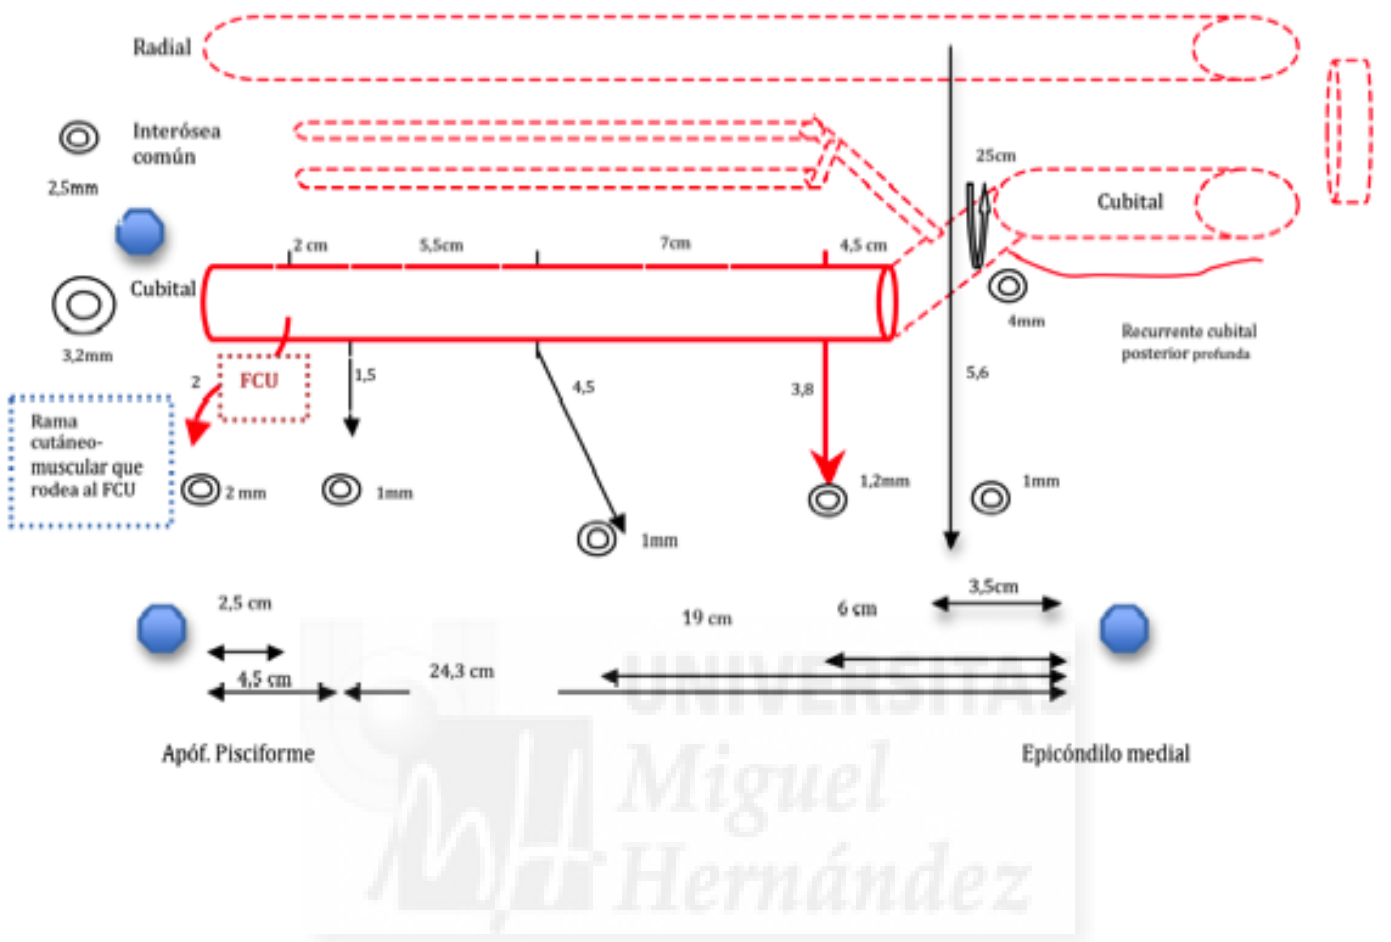 Radial
Interósea
común
2,5mm
25cm
Cubital
2 cm
5,5cm
7cm
4,5 cm
Cubital
3,2mm
4mm
Recurrente cubital
posterior profunda
2
FCU
1,5
4,5
3,8
5,6
Rama
cutáneo-
muscular que
rodea al FCU
2 mm
1mm
1mm
1,2mm
1mm
2,5 cm
19 cm
6 cm
3,5cm
4,5 cm
24,3 cm
Apóf. Pisciforme
Epicóndilo medial
UNIVERSITAS
Miguel
Hernández